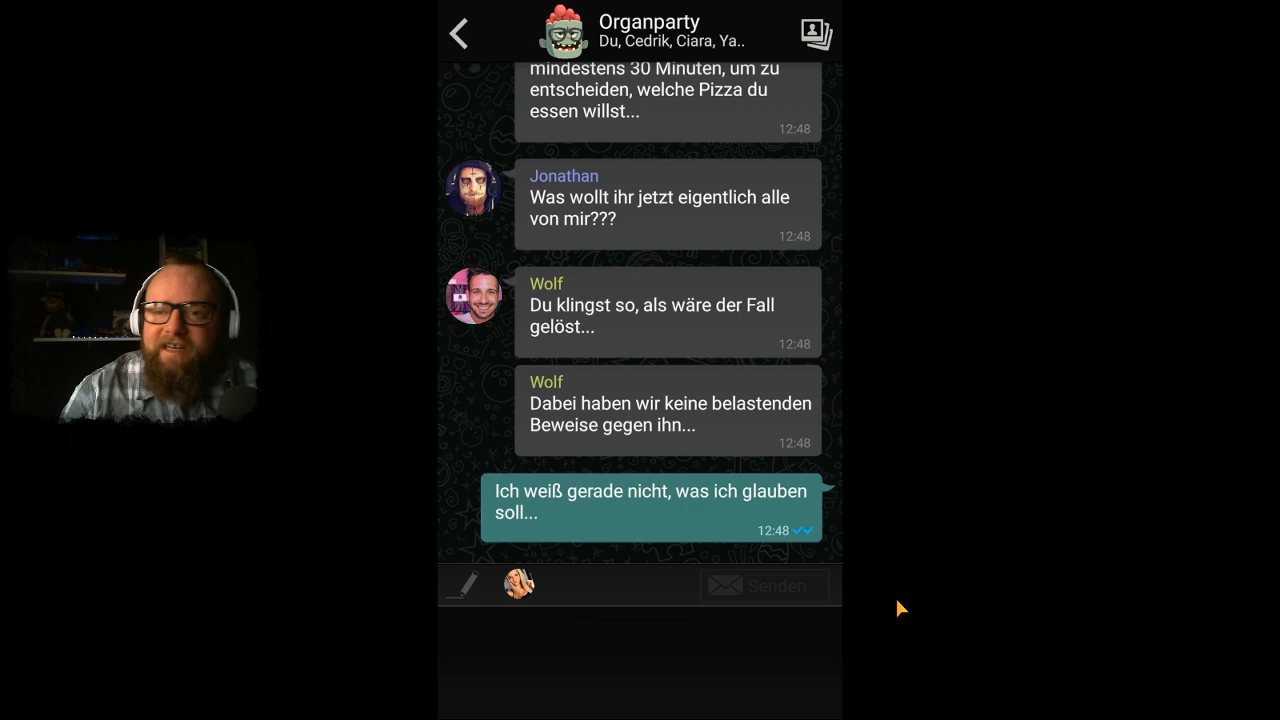 Organparty
Du, Cedrik, Ciara, Ya..
mindestens 30 Minuten, um zu
entscheiden, welche Pizza du
essen willst...
12:48
Jonathan
Was wollt ihr jetzt eigentlich alle
von mir???
12:48
Wolf
Du klingst so, als wäre der Fall
gelöst...
12:48
Wolf
Dabei haben wir keine belastenden
Beweise gegen ihn...
12:48
Ich weiß gerade nicht, was ich glauben
soll...
12:48
Senden